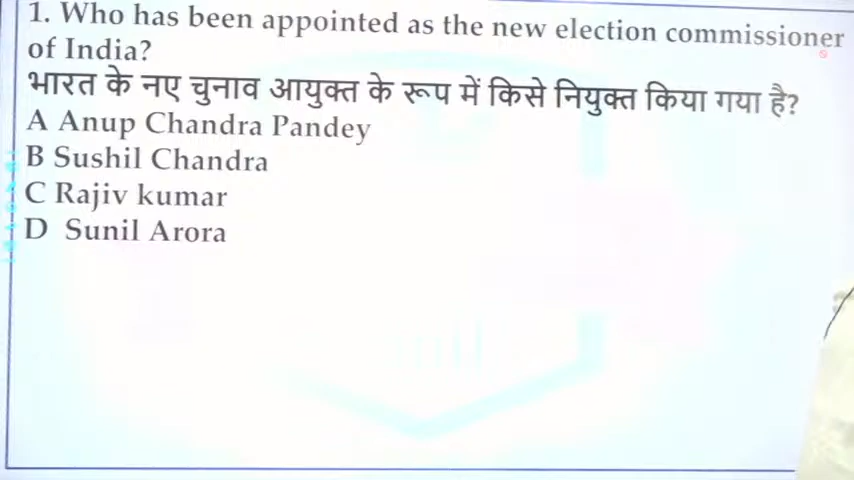 1. Who has been appointed as the new election commissioner
of India?
भारत के नए चुनाव आयुक्त के रूप में किसे नियुक्त किया गया है?
A Anup Chandra Pandey
B Sushil Chandra
C Rajiv kumar
D Sunil Arora